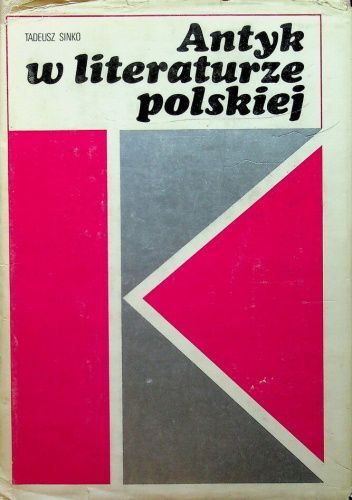 TADEUSZ SINKO
Antyk
w literaturze
polskiej